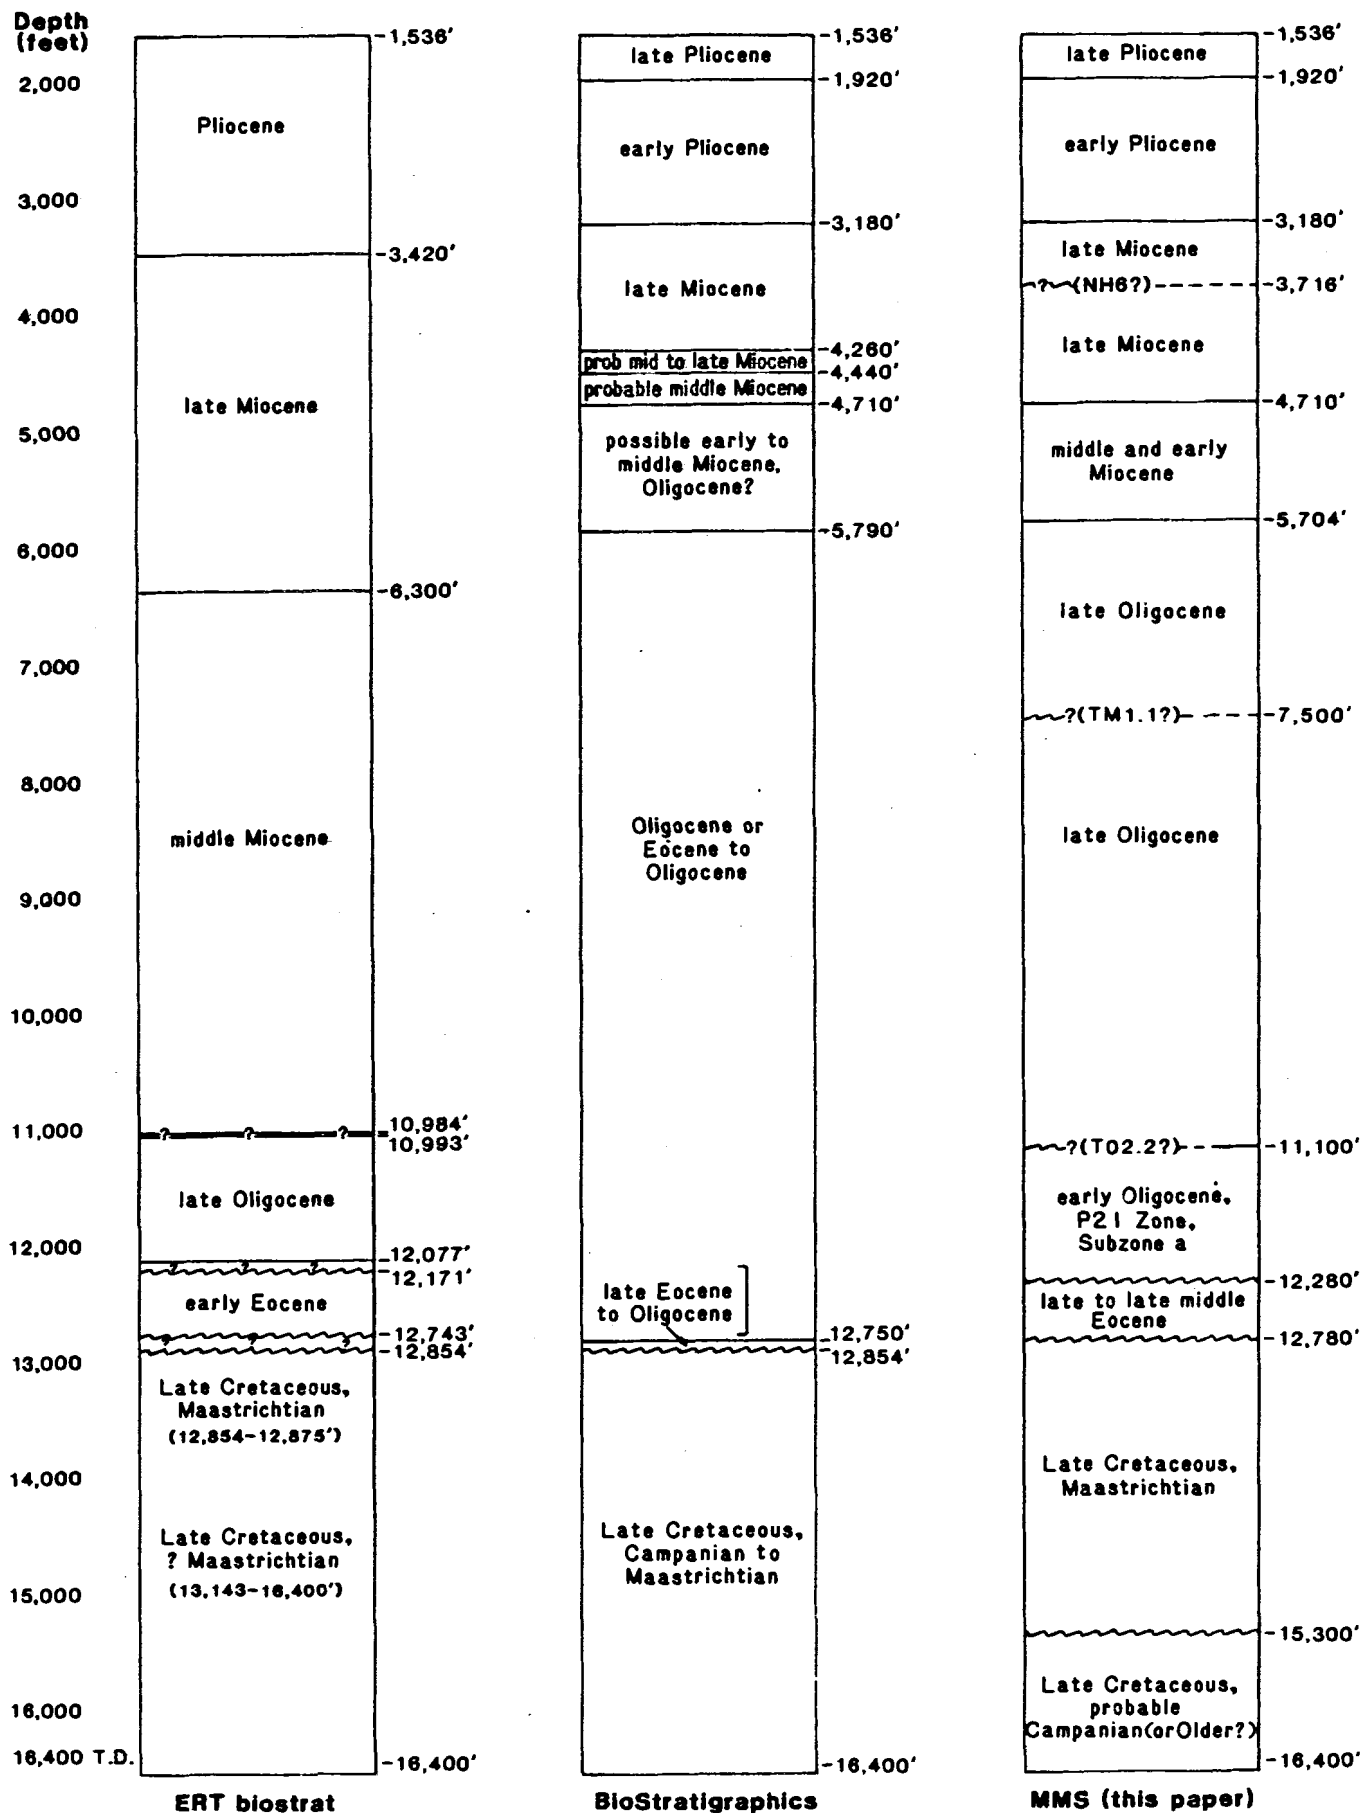 Depth
(feet)
2,000
3,000
4,000
5,000
6,000
7,000
8,000
9,000
10,000
11,000
12,000
13,000
14,000
15,000
16,000
16,400 T.D.
-1,536'
Pliocene
-3,420'
late Miocene
-6,300'
middle Miocene
10,984'
? ? ?
10,993'
late Oligocene
-12,077'
? ? ?
-12,171'
early Eocene
-12,743'
? ? ?
-12,854'
Late Cretaceous,
Maastrichtian
(12,854-12,875')
Late Cretaceous,
? Maastrichtian
(13,143-16,400')
-16,400'
ERT biostrat
-1,536'
late Pliocene
-1,920'
early Pliocene
-3,180'
late Miocene
-4,260'
prob mid to late Miocene
-4,440'
probable middle Miocene
-4,710'
possible early to
middle Miocene,
Oligocene?
-5,790'
Oligocene or
Eocene to
Oligocene
late Eocene
to Oligocene
-12,750'
12,854'
Late Cretaceous,
Campanian to
Maastrichtian
-16,400'
BioStratigraphics
-1,536'
late Pliocene
-1,920'
early Pliocene
-3,180'
late Miocene
?(NH6?) -3,716'
late Miocene
-4,710'
middle and early
Miocene
-5,704'
late Oligocene
?(TM1.1?) -7,500'
late Oligocene
?(T02.2?) -11,100'
early Oligocene,
P21 Zone,
Subzone a
-12,280'
late to late middle
Eocene
-12,780'
Late Cretaceous,
Maastrichtian
-15,300'
Late Cretaceous,
probable
Campanian(orOlder?)
-16,400'
MMS (this paper)